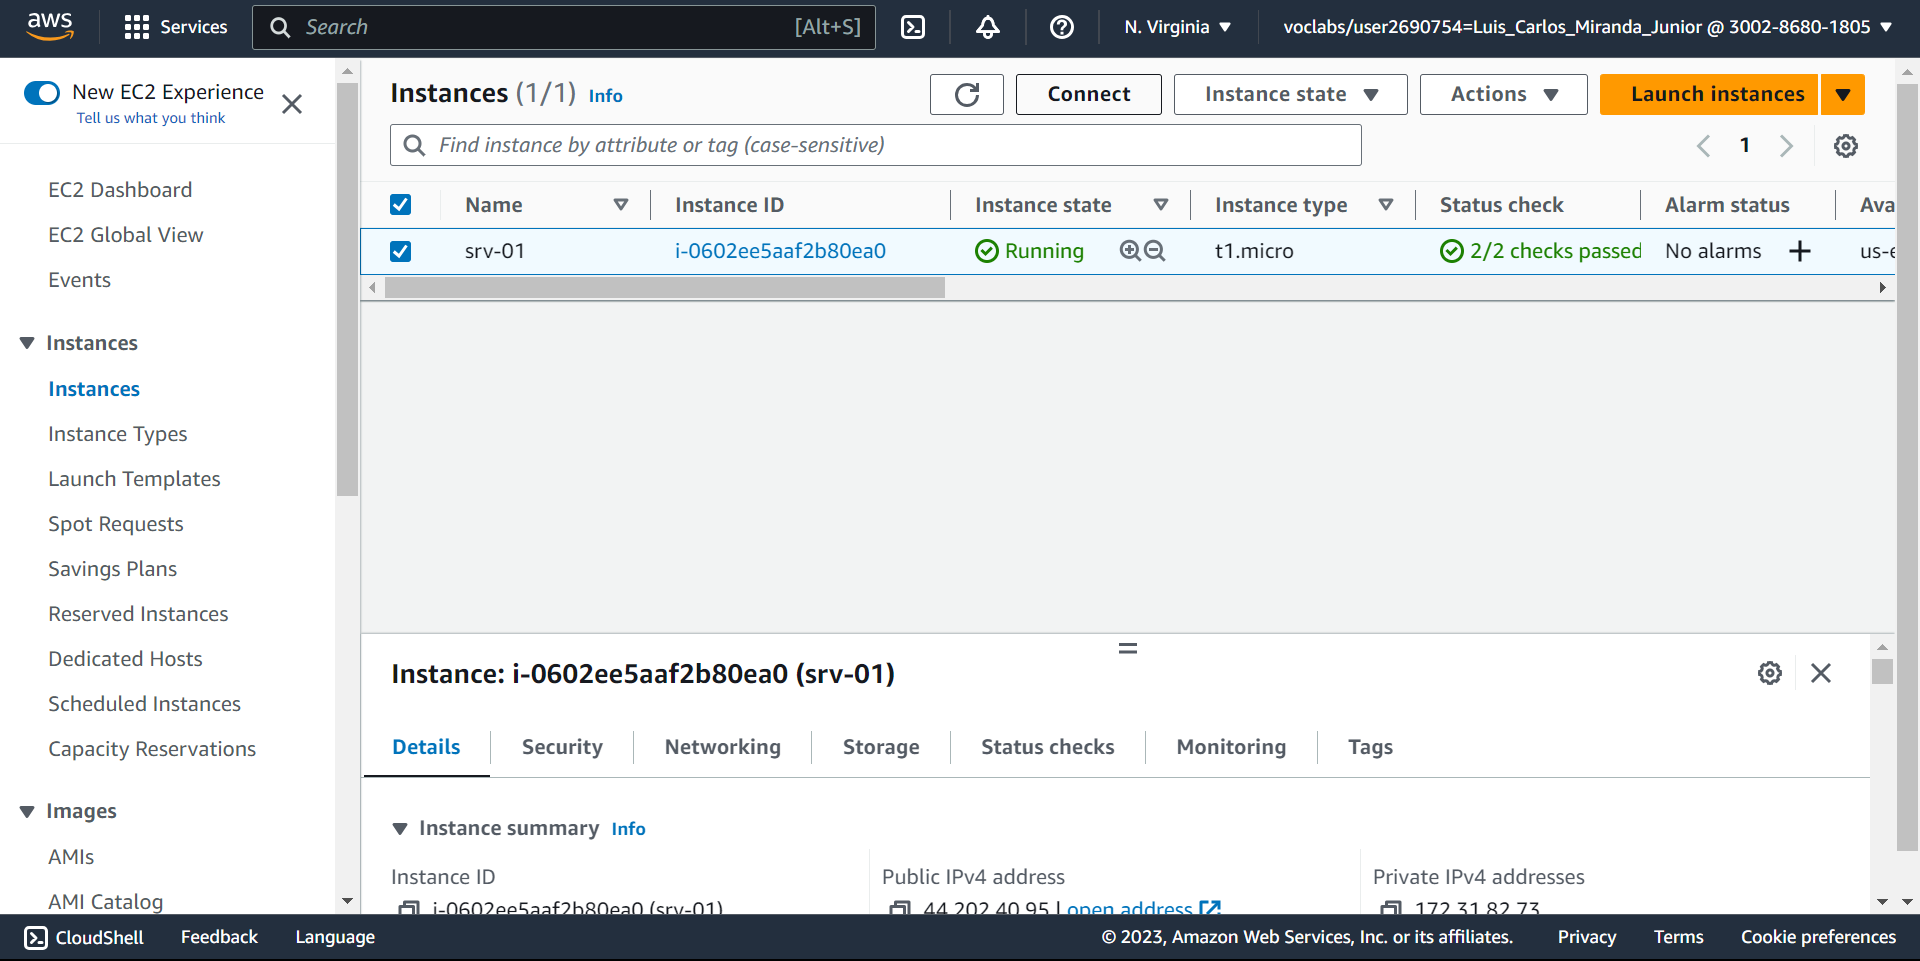 aws
Services
Search
[Alt+S]
N. Virginia
voclabs/user2690754=Luis_Carlos_Miranda_Junior @ 3002-8680-1805
New EC2 Experience
Tell us what you think
EC2 Dashboard
EC2 Global View
Events
Instances
Instances
Instance Types
Launch Templates
Spot Requests
Savings Plans
Reserved Instances
Dedicated Hosts
Scheduled Instances
Capacity Reservations
Images
AMIs
AMI Catalog
Instances (1/1) Info
Connect
Instance state
Actions
Launch instances
Find instance by attribute or tag (case-sensitive)
1
Name Instance ID Instance state Instance type Status check Alarm status Ava
srv-01 i-0602ee5aaf2b80ea0 Running t1.micro 2/2 checks passed No alarms us-e
Instance: i-0602ee5aaf2b80ea0 (srv-01)
Details Security Networking Storage Status checks Monitoring Tags
Instance summary Info
Instance ID
i-0602ee5aaf2b80ea0 (srv-01)
Public IPv4 address
44.202.40.95 | open address
Private IPv4 addresses
172.31.82.73
CloudShell Feedback Language
© 2023, Amazon Web Services, Inc. or its affiliates. Privacy Terms Cookie preferences